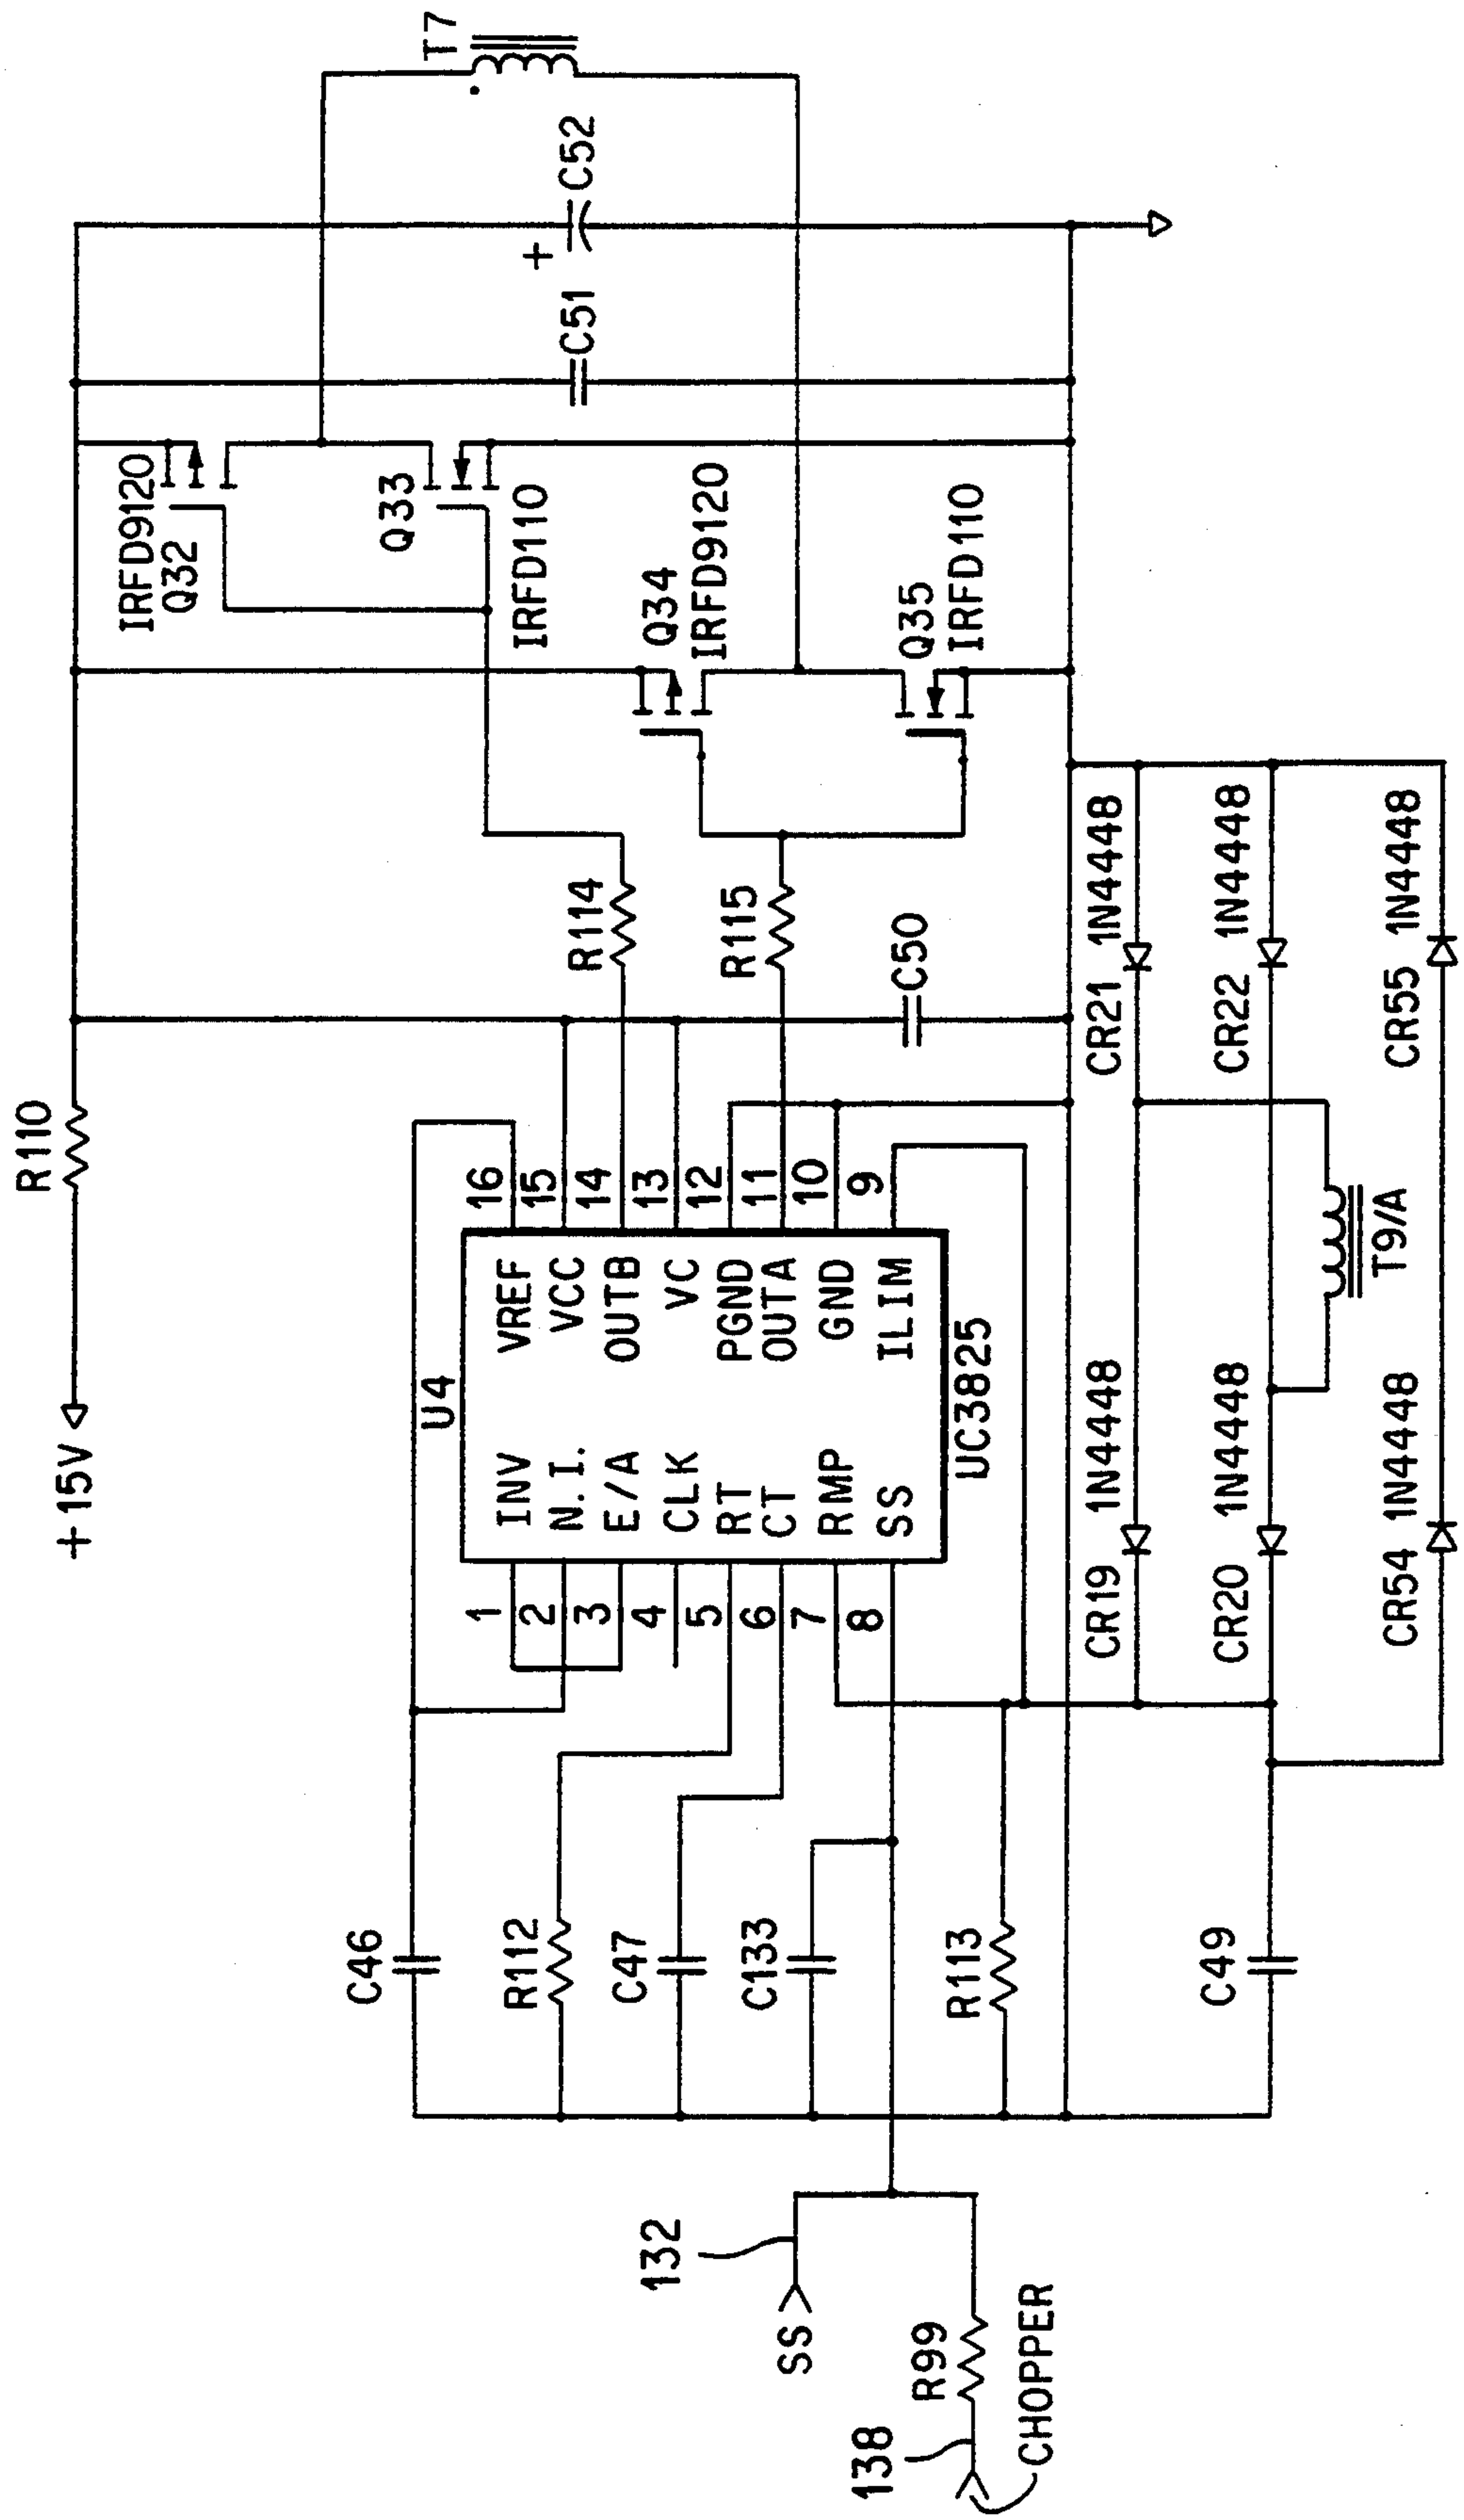 R110
+15V
IRFD9120
Q32
Q33
IRFD110
C51
+
C52
T7
Q34
IRFD9120
Q35
IRFD110
R114
R115
C50
U4
INV
N.I.
E/A
CLK
RT
CT
RMP
SS
VREF
VCC
OUTB
VC
PGND
OUTA
GND
ILIM
UC3825
1
2
3
4
5
6
7
8
16
15
14
13
12
11
10
9
C46
R112
C47
C133
R113
C49
132
SS
R99
138
CHOPPER
CR19 1N4448
CR21 1N4448
CR20 1N4448
CR22 1N4448
T9/A
CR54 1N4448
CR55 1N4448